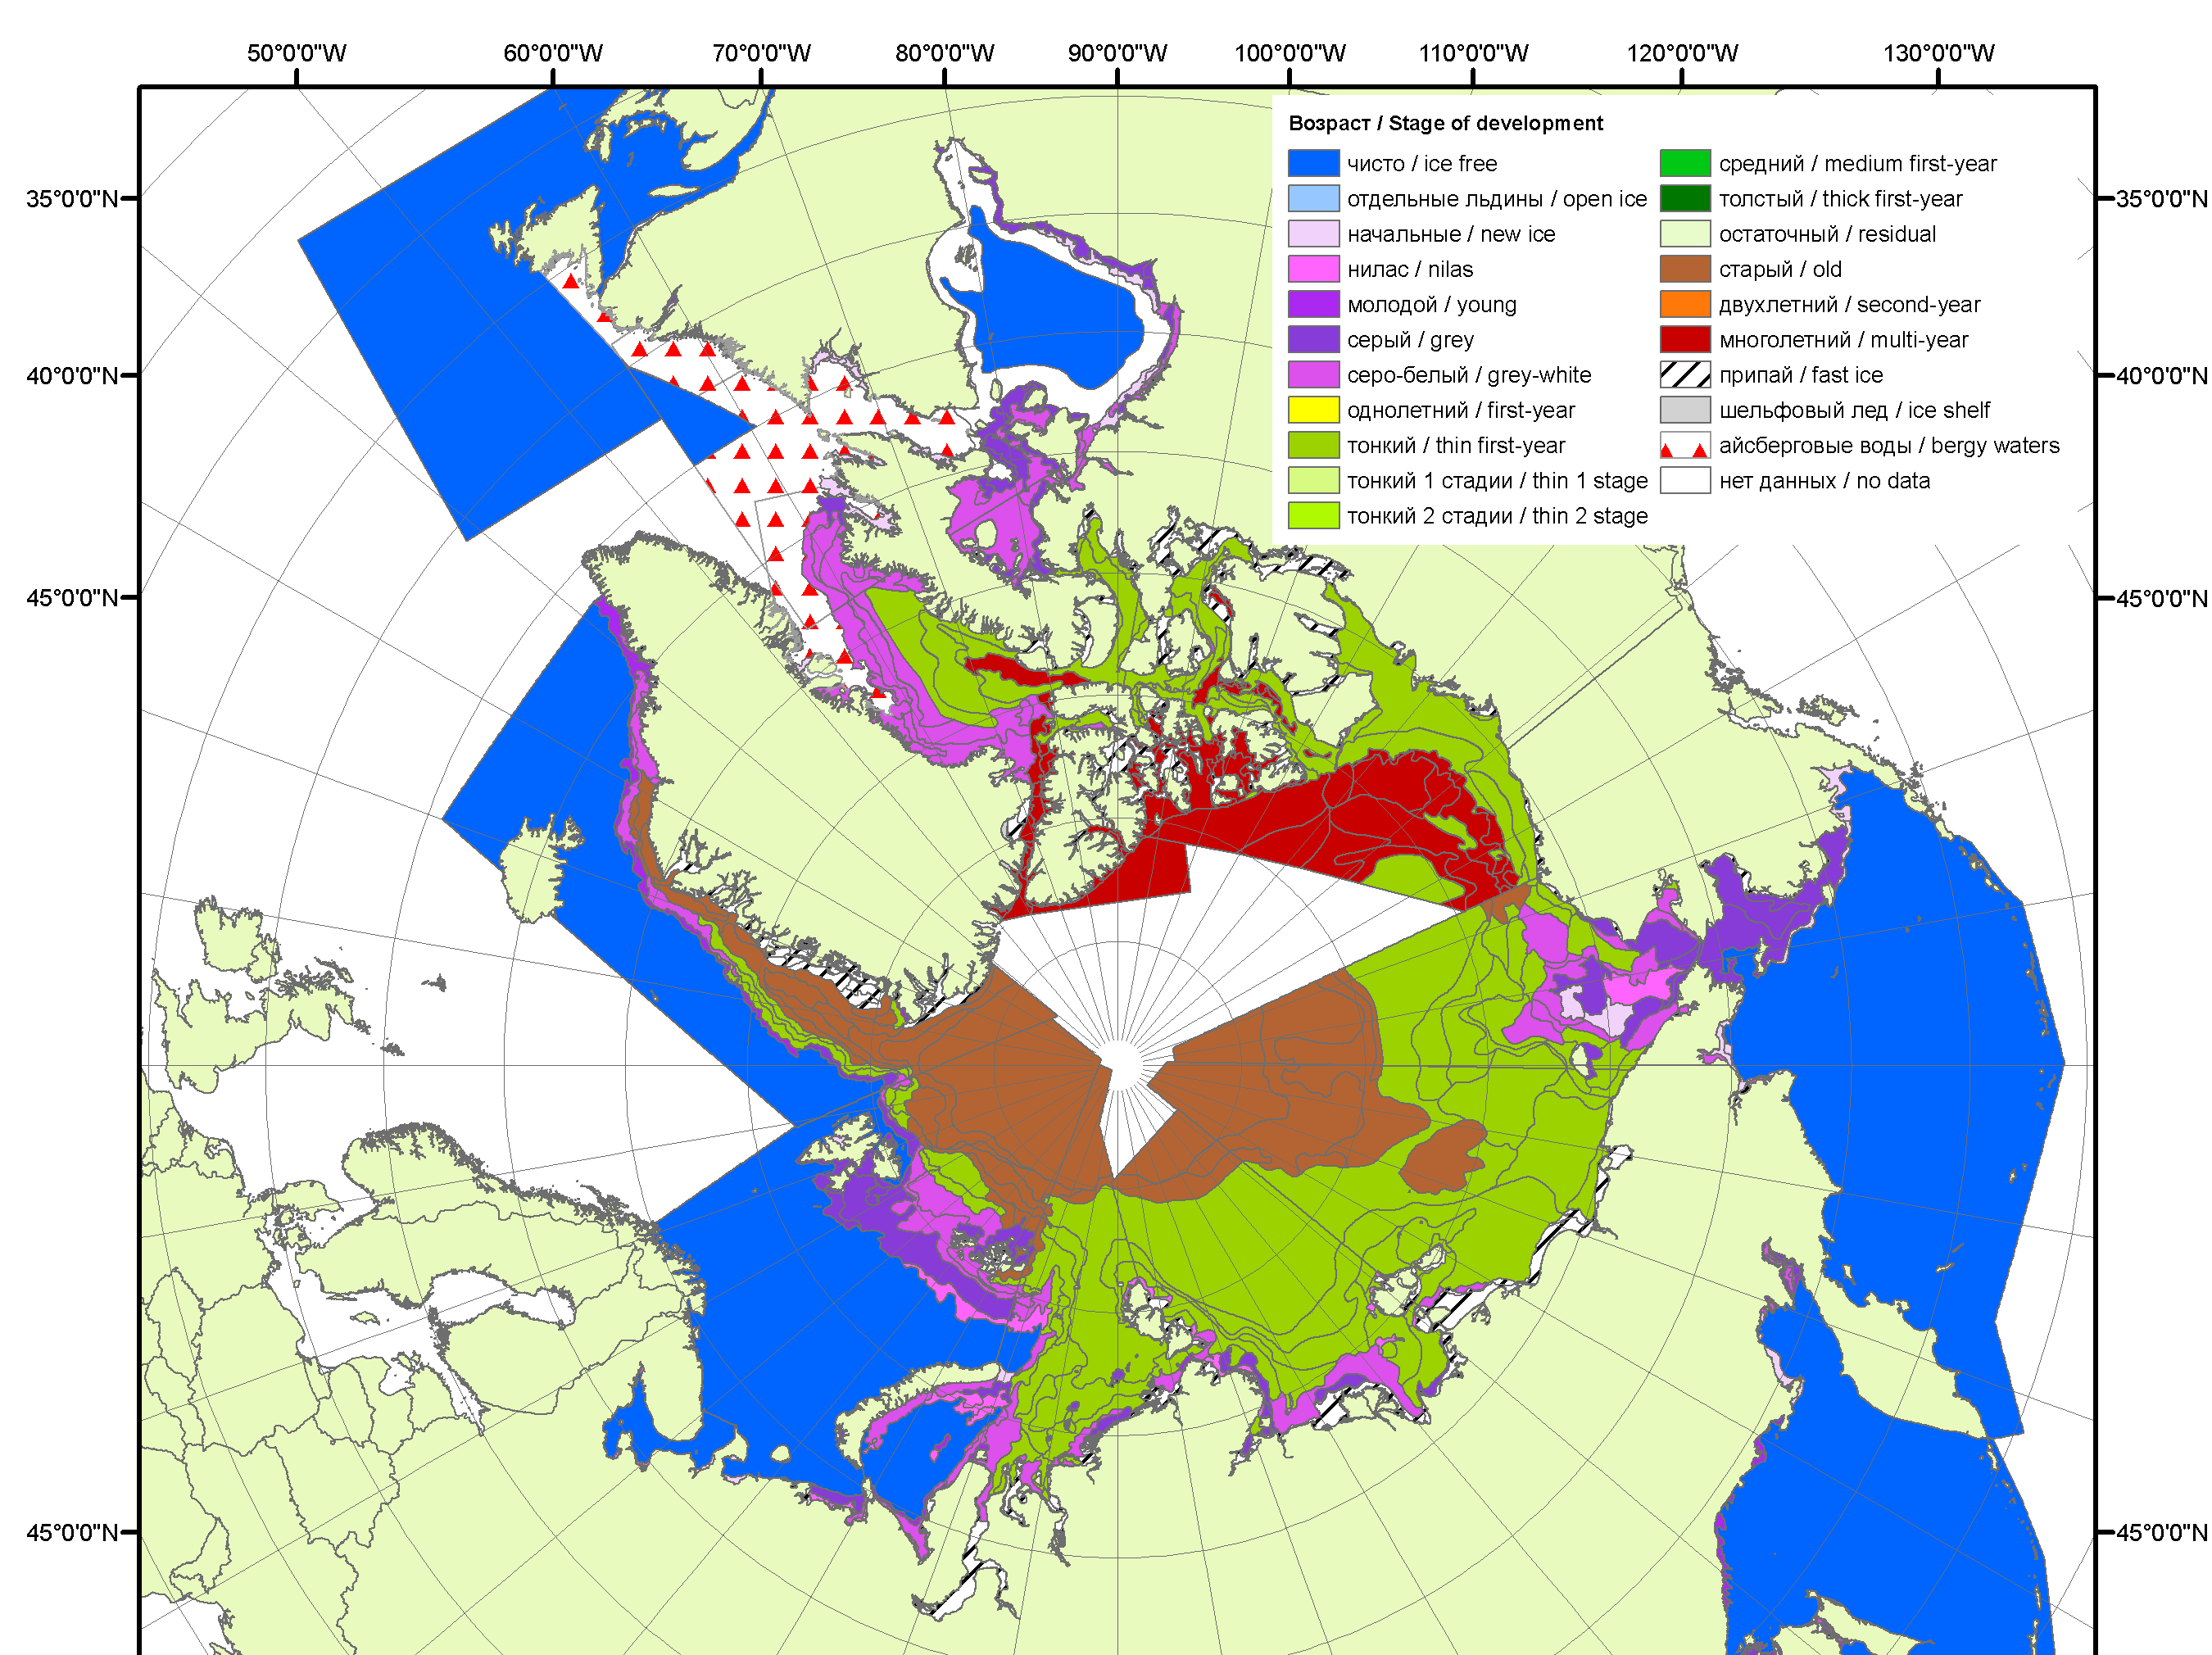 50°0'0"W 60°0'0"W 70°0'0"W 80°0'0"W 90°0'0"W 100°0'0"W 110°0'0"W 120°0'0"W 130°0'0"W
Возраст / Stage of development
чисто / ice free
отдельные льдины / open ice
начальные / new ice
нилас / nilas
молодой / young
серый / grey
серо-белый / grey-white
однолетний / first-year
тонкий / thin first-year
тонкий 1 стадии / thin 1 stage
тонкий 2 стадии / thin 2 stage
средний / medium first-year
толстый / thick first-year
остаточный / residual
старый / old
двухлетний / second-year
многолетний / multi-year
припай / fast ice
шельфовый лед / ice shelf
айсберговые воды / bergy waters
нет данных / no data
35°0'0"N
40°0'0"N
45°0'0"N
45°0'0"N
35°0'0"N
40°0'0"N
45°0'0"N
45°0'0"N